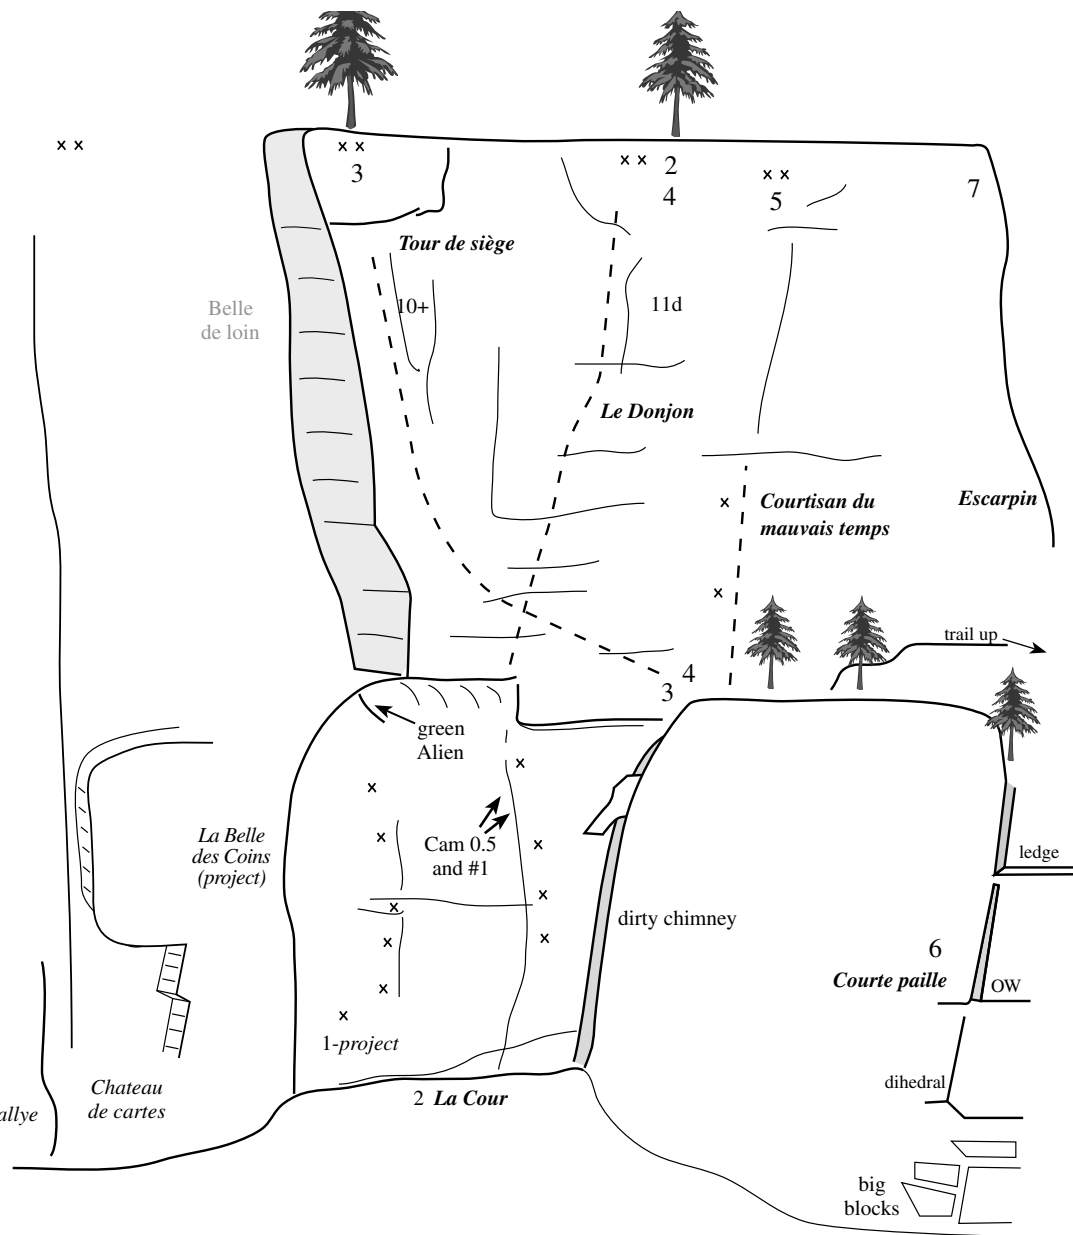 x x
x x
3
x x
2
4
x x
5
7
Tour de siège
10+
11d
Belle
de loin
Le Donjon
x
Courtisan du
mauvais temps
Escarpin
x
trail up
4
3
green
Alien
x
x
x
Cam 0.5
and #1
x
La Belle
des Coins
(project)
ledge
x
x
dirty chimney
x
x
6
Courte paille
OW
x
x
1-project
dihedral
Chateau
de cartes
allye
2 La Cour
big
blocks